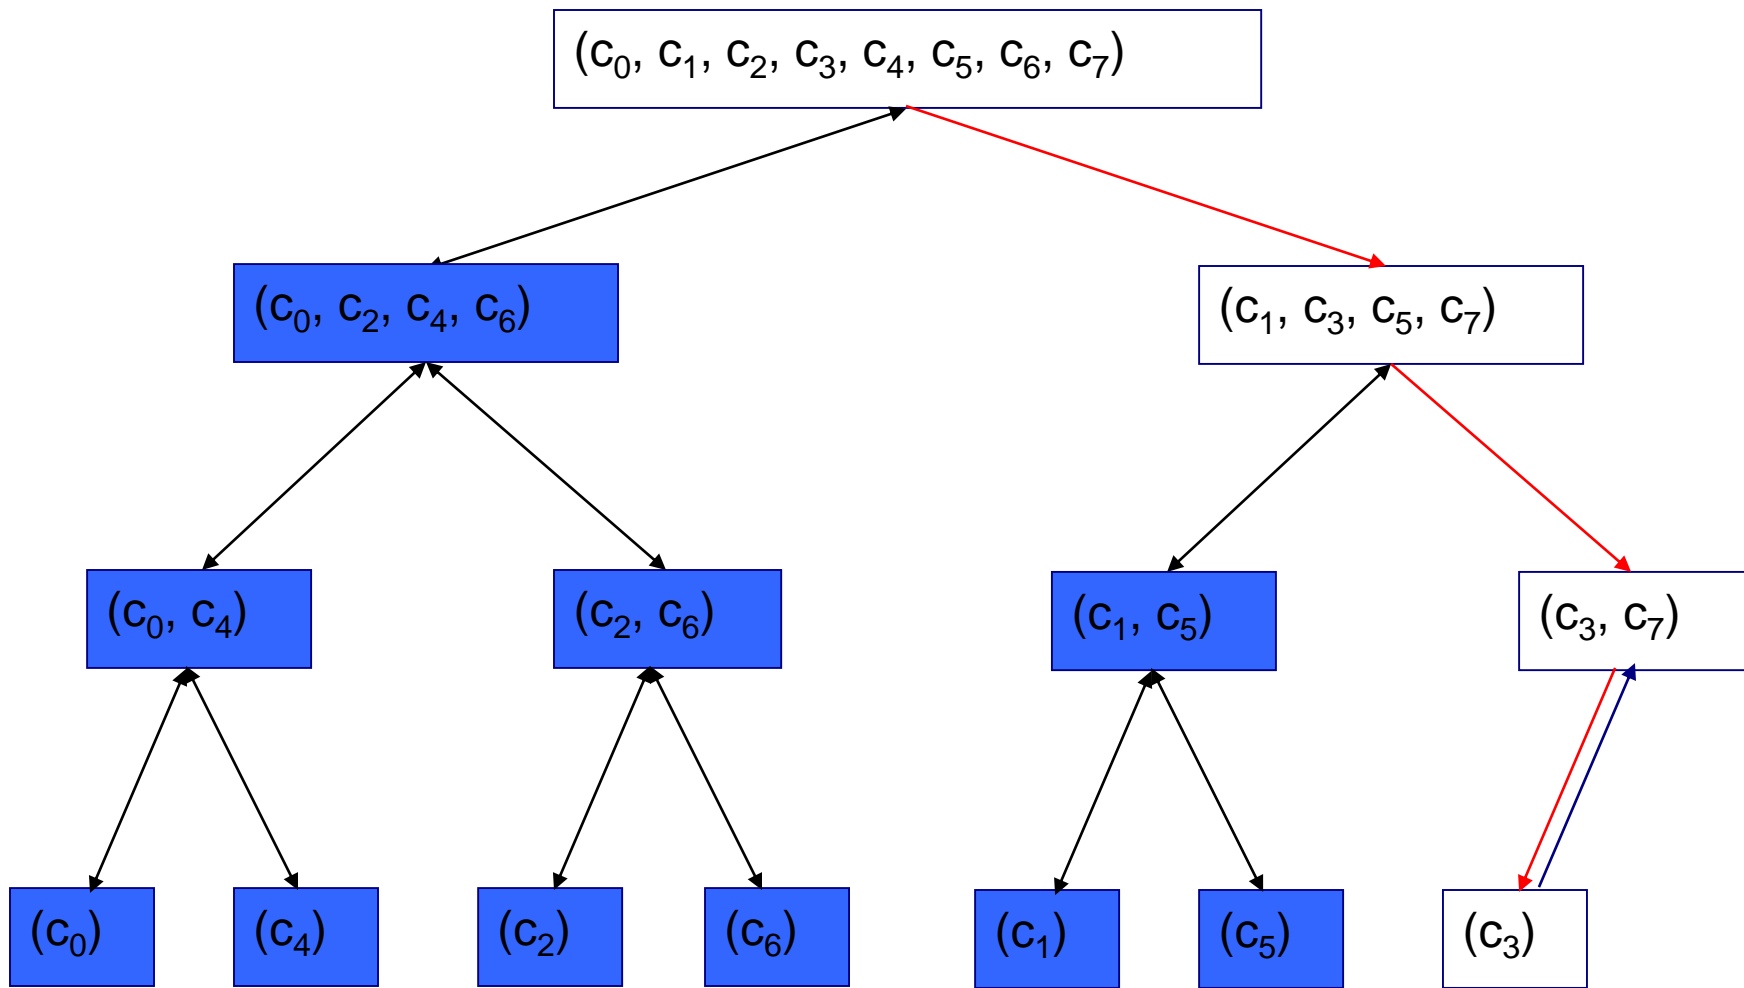 (c₀, c₁, c₂, c₃, c₄, c₅, c₆, c₇)
(c₀, c₂, c₄, c₆)
(c₁, c₃, c₅, c₇)
(c₀, c₄)
(c₂, c₆)
(c₁, c₅)
(c₃, c₇)
(c₀)
(c₄)
(c₂)
(c₆)
(c₁)
(c₅)
(c₃)